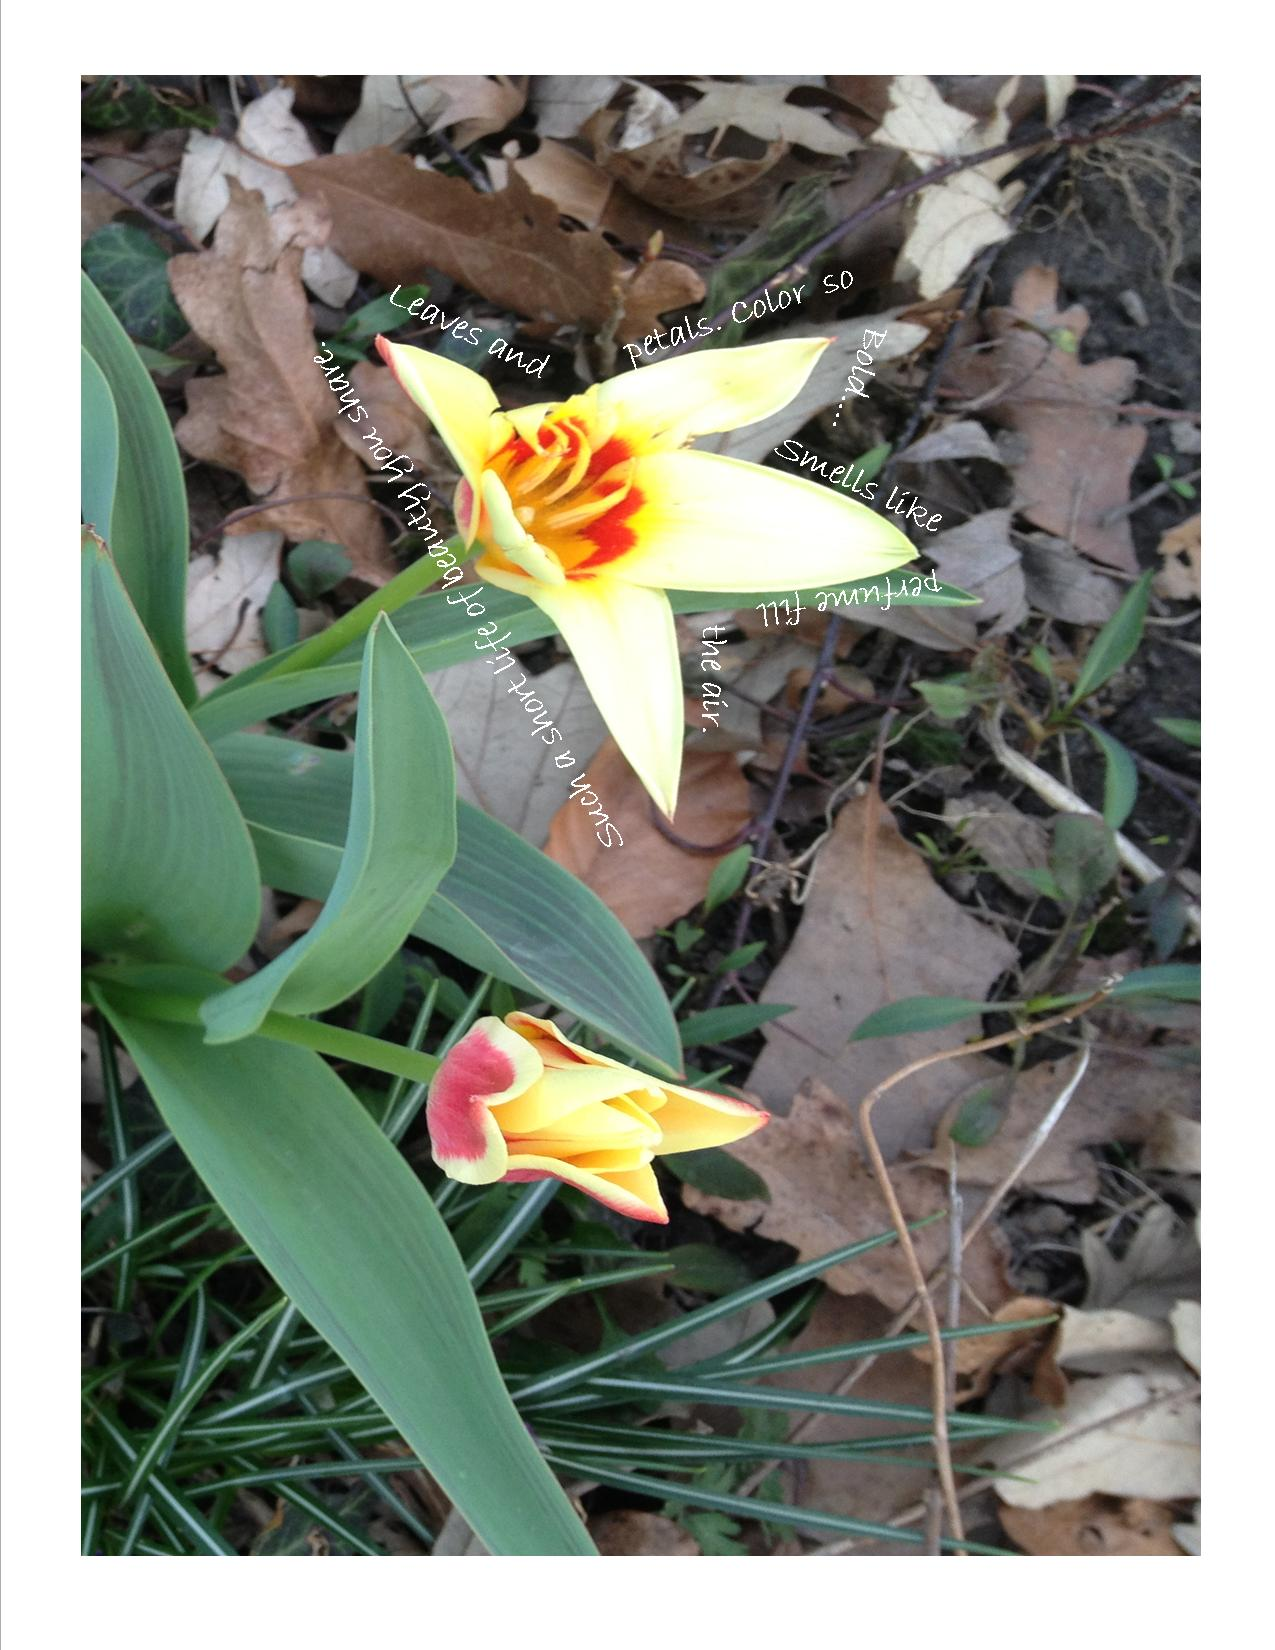 Leaves and
petals. Color so
Bold...
Smells like
perfume fill
the air.
Such a short life of beauty you share.